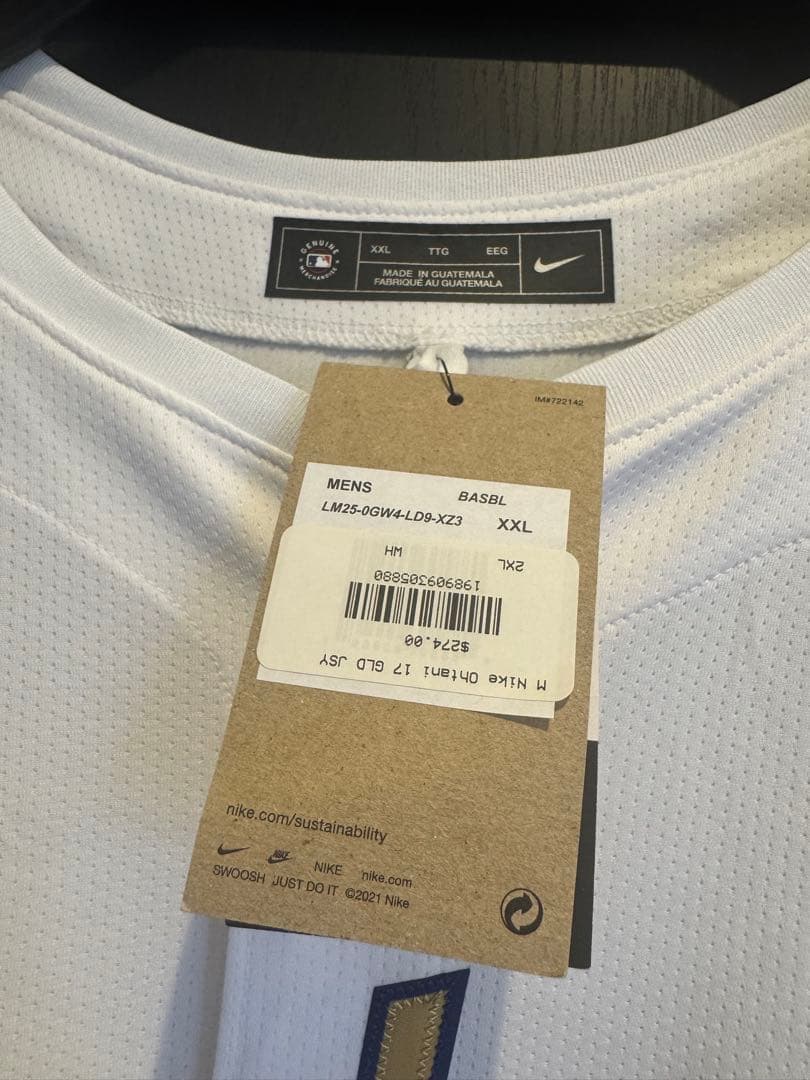 GENUINE
MERCHANDISE
XXL TTG EEG
MADE IN GUATEMALA
FABRIQUÉ AU GUATEMALA
IM#722142
MENS BASBL
LM25-0GW4-LD9-XZ3 XXL
M Nike Ohtani 17 GLD JSY
$274.00
198909305880
2XL WH
nike.com/sustainability
NIKE nike.com
SWOOSH JUST DO IT ©2021 Nike